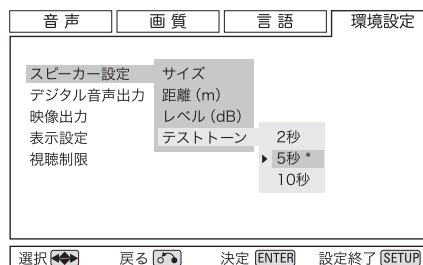 音声 画質 言語 環境設定
スピーカー設定 サイズ
デジタル音声出力 距離 (m)
映像出力 レベル (dB)
表示設定 テストトーン 2秒
視聴制限 5秒 *
10秒
選択 戻る 決定 ENTER 設定終了 SETUP